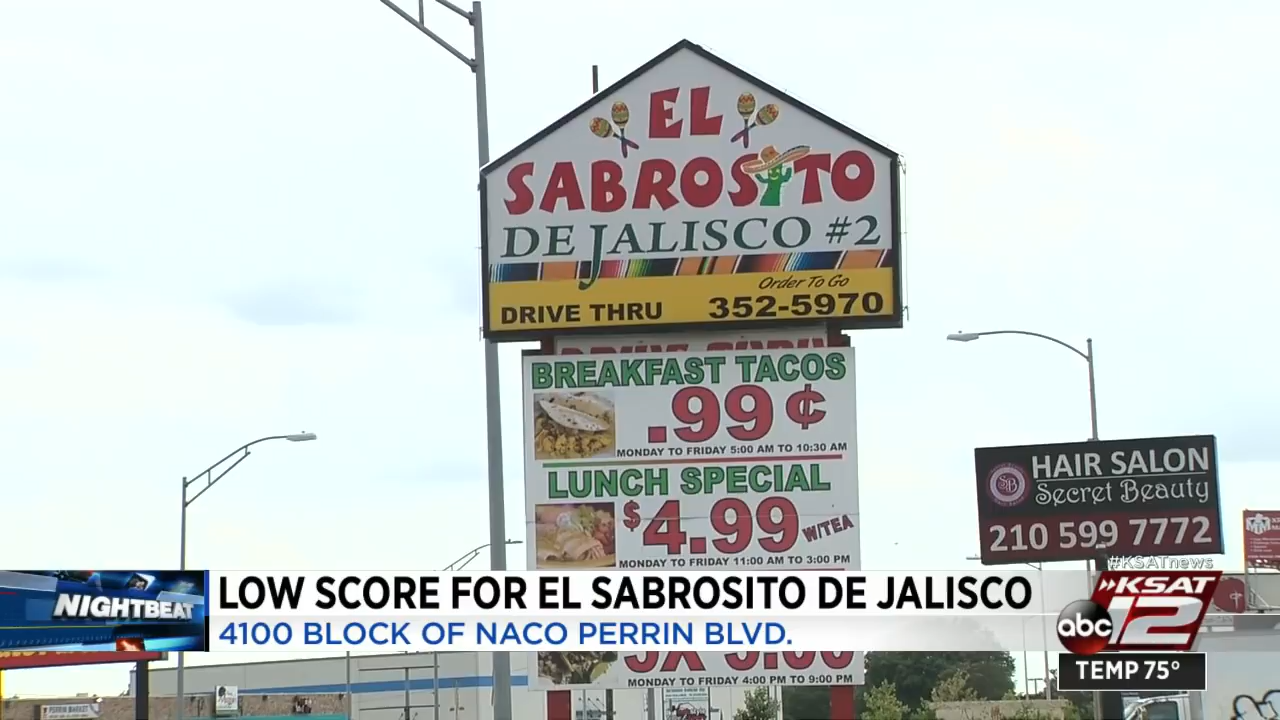 EL
SABROSITO
DE JALISCO #2
Order To Go
DRIVE THRU 352-5970
BREAKFAST TACOS
.99¢
MONDAY TO FRIDAY 5:00 AM TO 10:30 AM
LUNCH SPECIAL
$4.99 W/TEA
MONDAY TO FRIDAY 11:00 AM TO 3:00 PM
HAIR SALON
Secret Beauty
210 599 7772
SB
#KSATnews
NIGHTBEAT
LOW SCORE FOR EL SABROSITO DE JALISCO
4100 BLOCK OF NACO PERRIN BLVD.
abc
KSAT
12
TEMP 75°
MONDAY TO FRIDAY 4:00 PM TO 9:00 PM
PERRIN MARKET